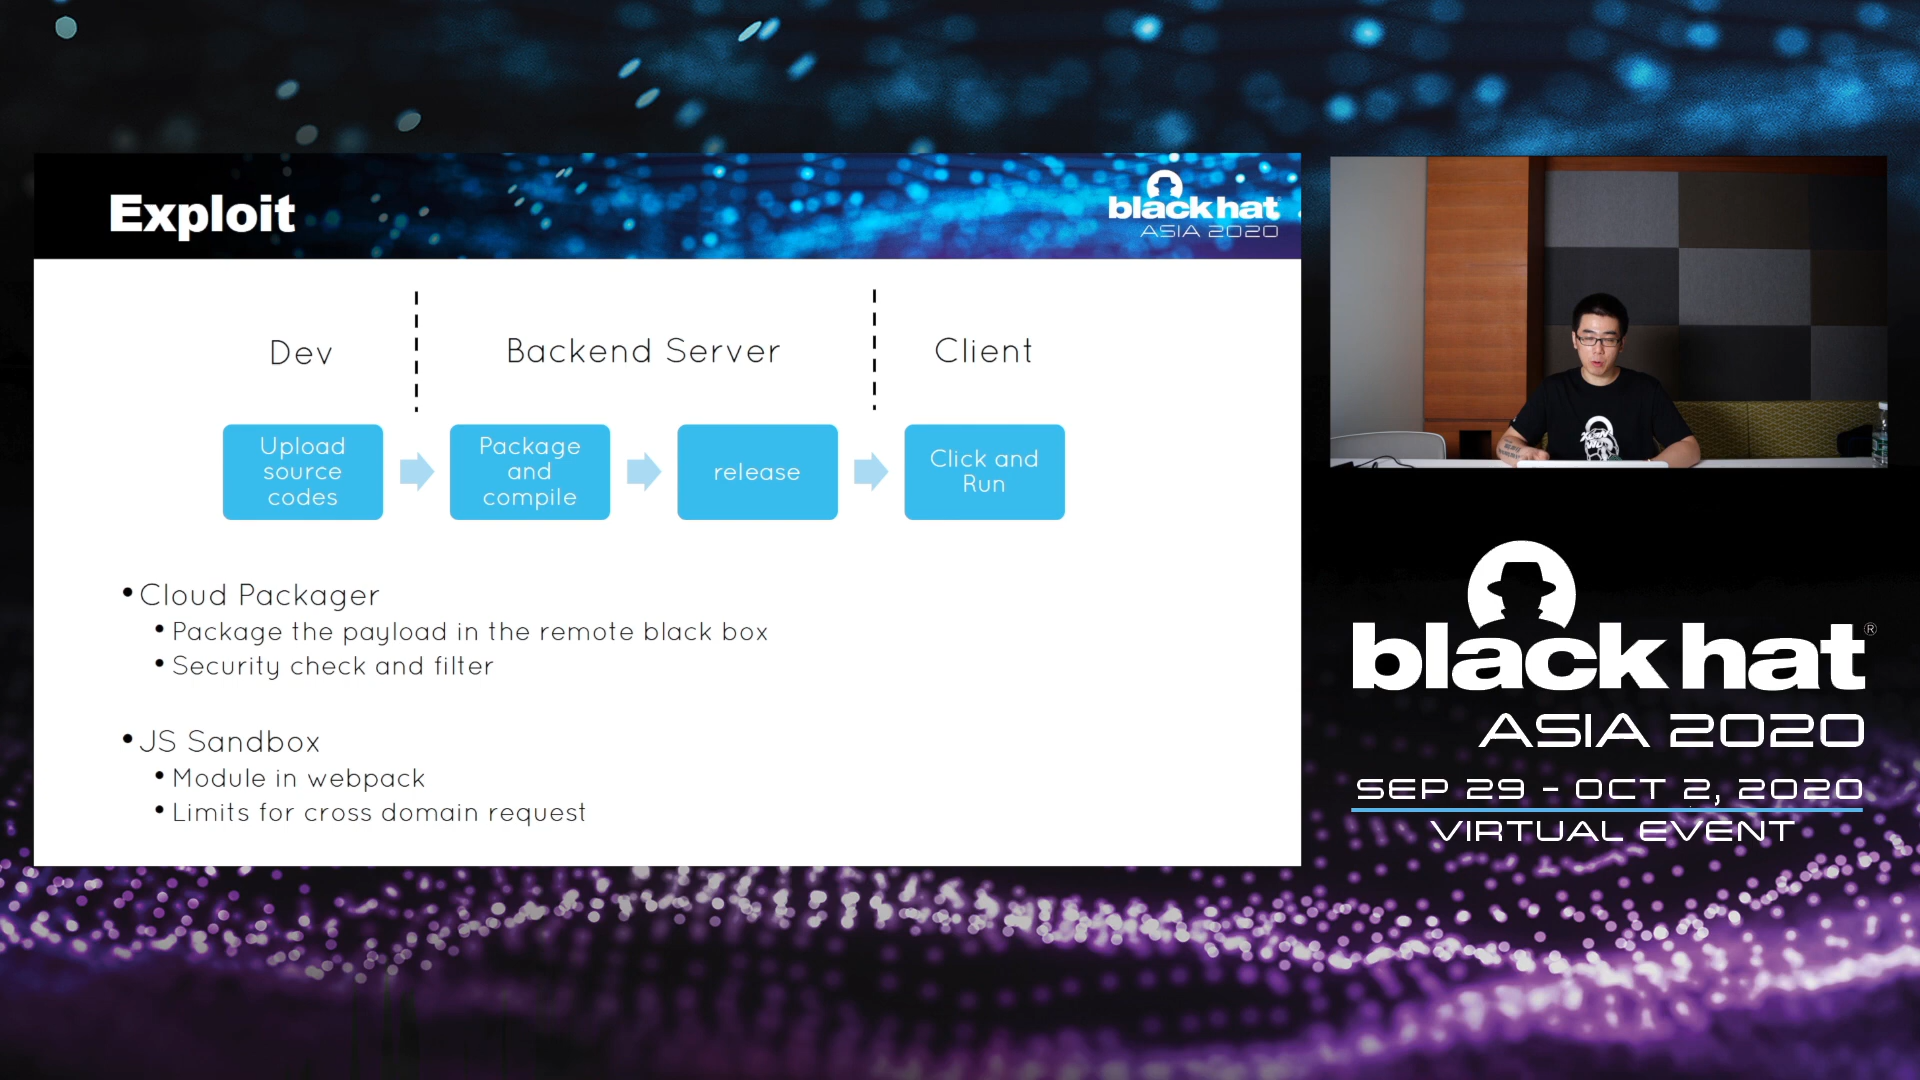 Exploit
black hat
ASIA 2020
Dev
Backend Server
Client
Upload
source
codes
Package
and
compile
release
Click and
Run
•Cloud Packager
•Package the payload in the remote black box
•Security check and filter
•JS Sandbox
•Module in webpack
•Limits for cross domain request
black hat®
ASIA 2020
SEP 29 - OCT 2, 2020
VIRTUAL EVENT